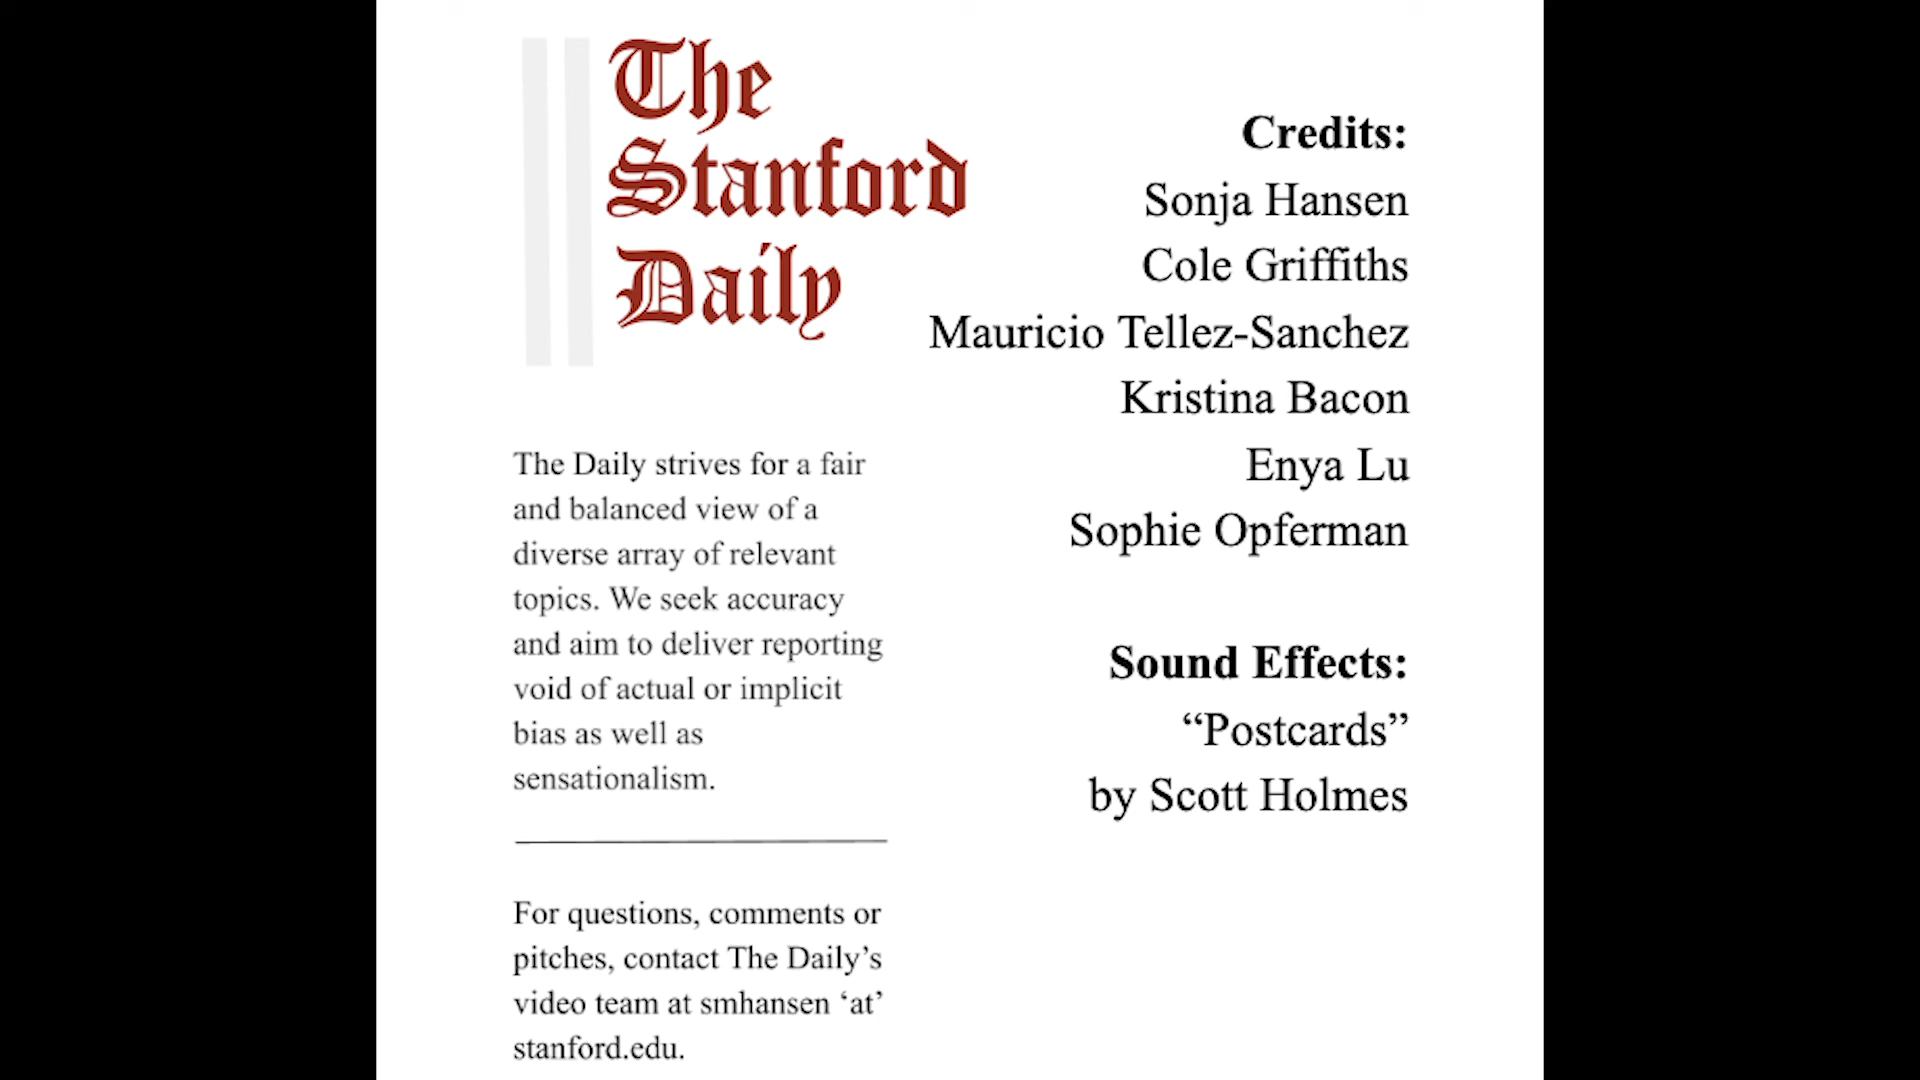 The
Stanford
Daily
The Daily strives for a fair
and balanced view of a
diverse array of relevant
topics. We seek accuracy
and aim to deliver reporting
void of actual or implicit
bias as well as
sensationalism.
For questions, comments or
pitches, contact The Daily’s
video team at smhansen ‘at’
stanford.edu.
Credits:
Sonja Hansen
Cole Griffiths
Mauricio Tellez-Sanchez
Kristina Bacon
Enya Lu
Sophie Opferman
Sound Effects:
“Postcards”
by Scott Holmes